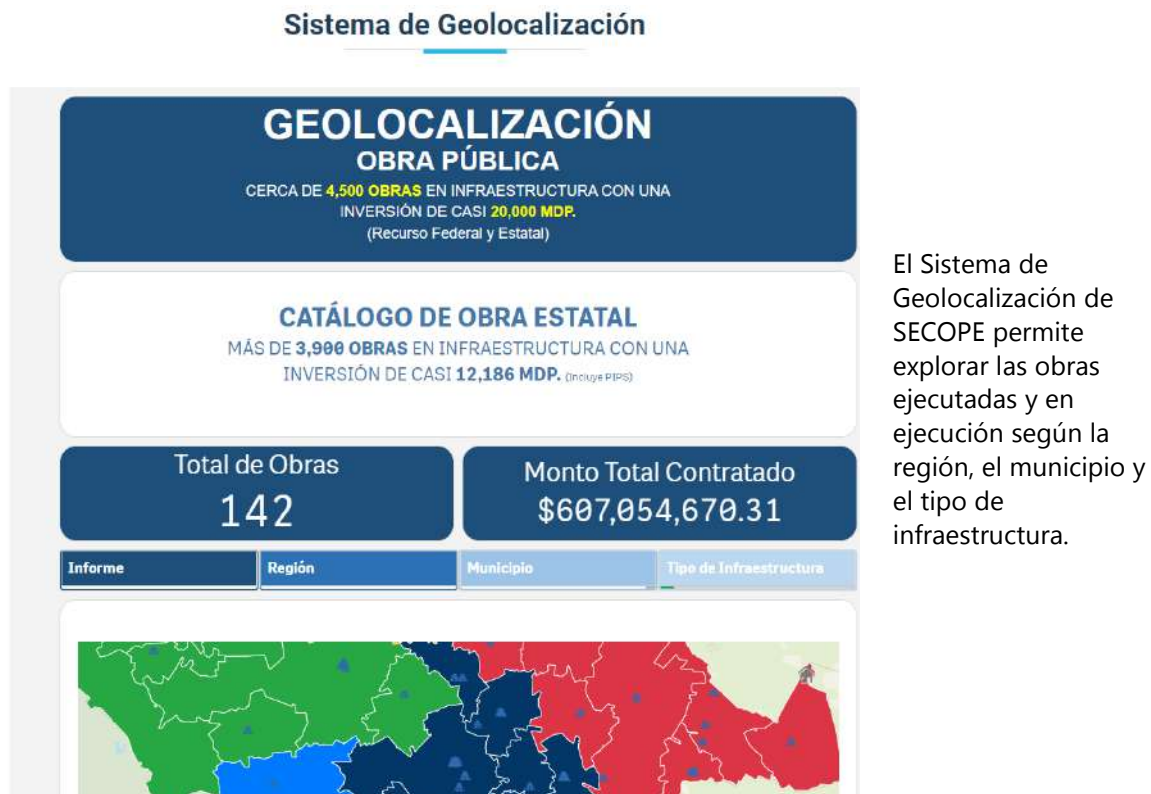 Sistema de Geolocalización
GEOLOCALIZACIÓN
OBRA PÚBLICA
CERCA DE 4,500 OBRAS EN INFRAESTRUCTURA CON UNA
INVERSIÓN DE CASI 20,000 MDP.
(Recurso Federal y Estatal)
CATÁLOGO DE OBRA ESTATAL
MÁS DE 3,900 OBRAS EN INFRAESTRUCTURA CON UNA
INVERSIÓN DE CASI 12,186 MDP. (Incluye PIPS)
Total de Obras
142
Monto Total Contratado
$607,054,670.31
Informe
Región
Municipio
Tipo de Infraestructura
El Sistema de
Geolocalización de
SECOPE permite
explorar las obras
ejecutadas y en
ejecución según la
región, el municipio y
el tipo de
infraestructura.